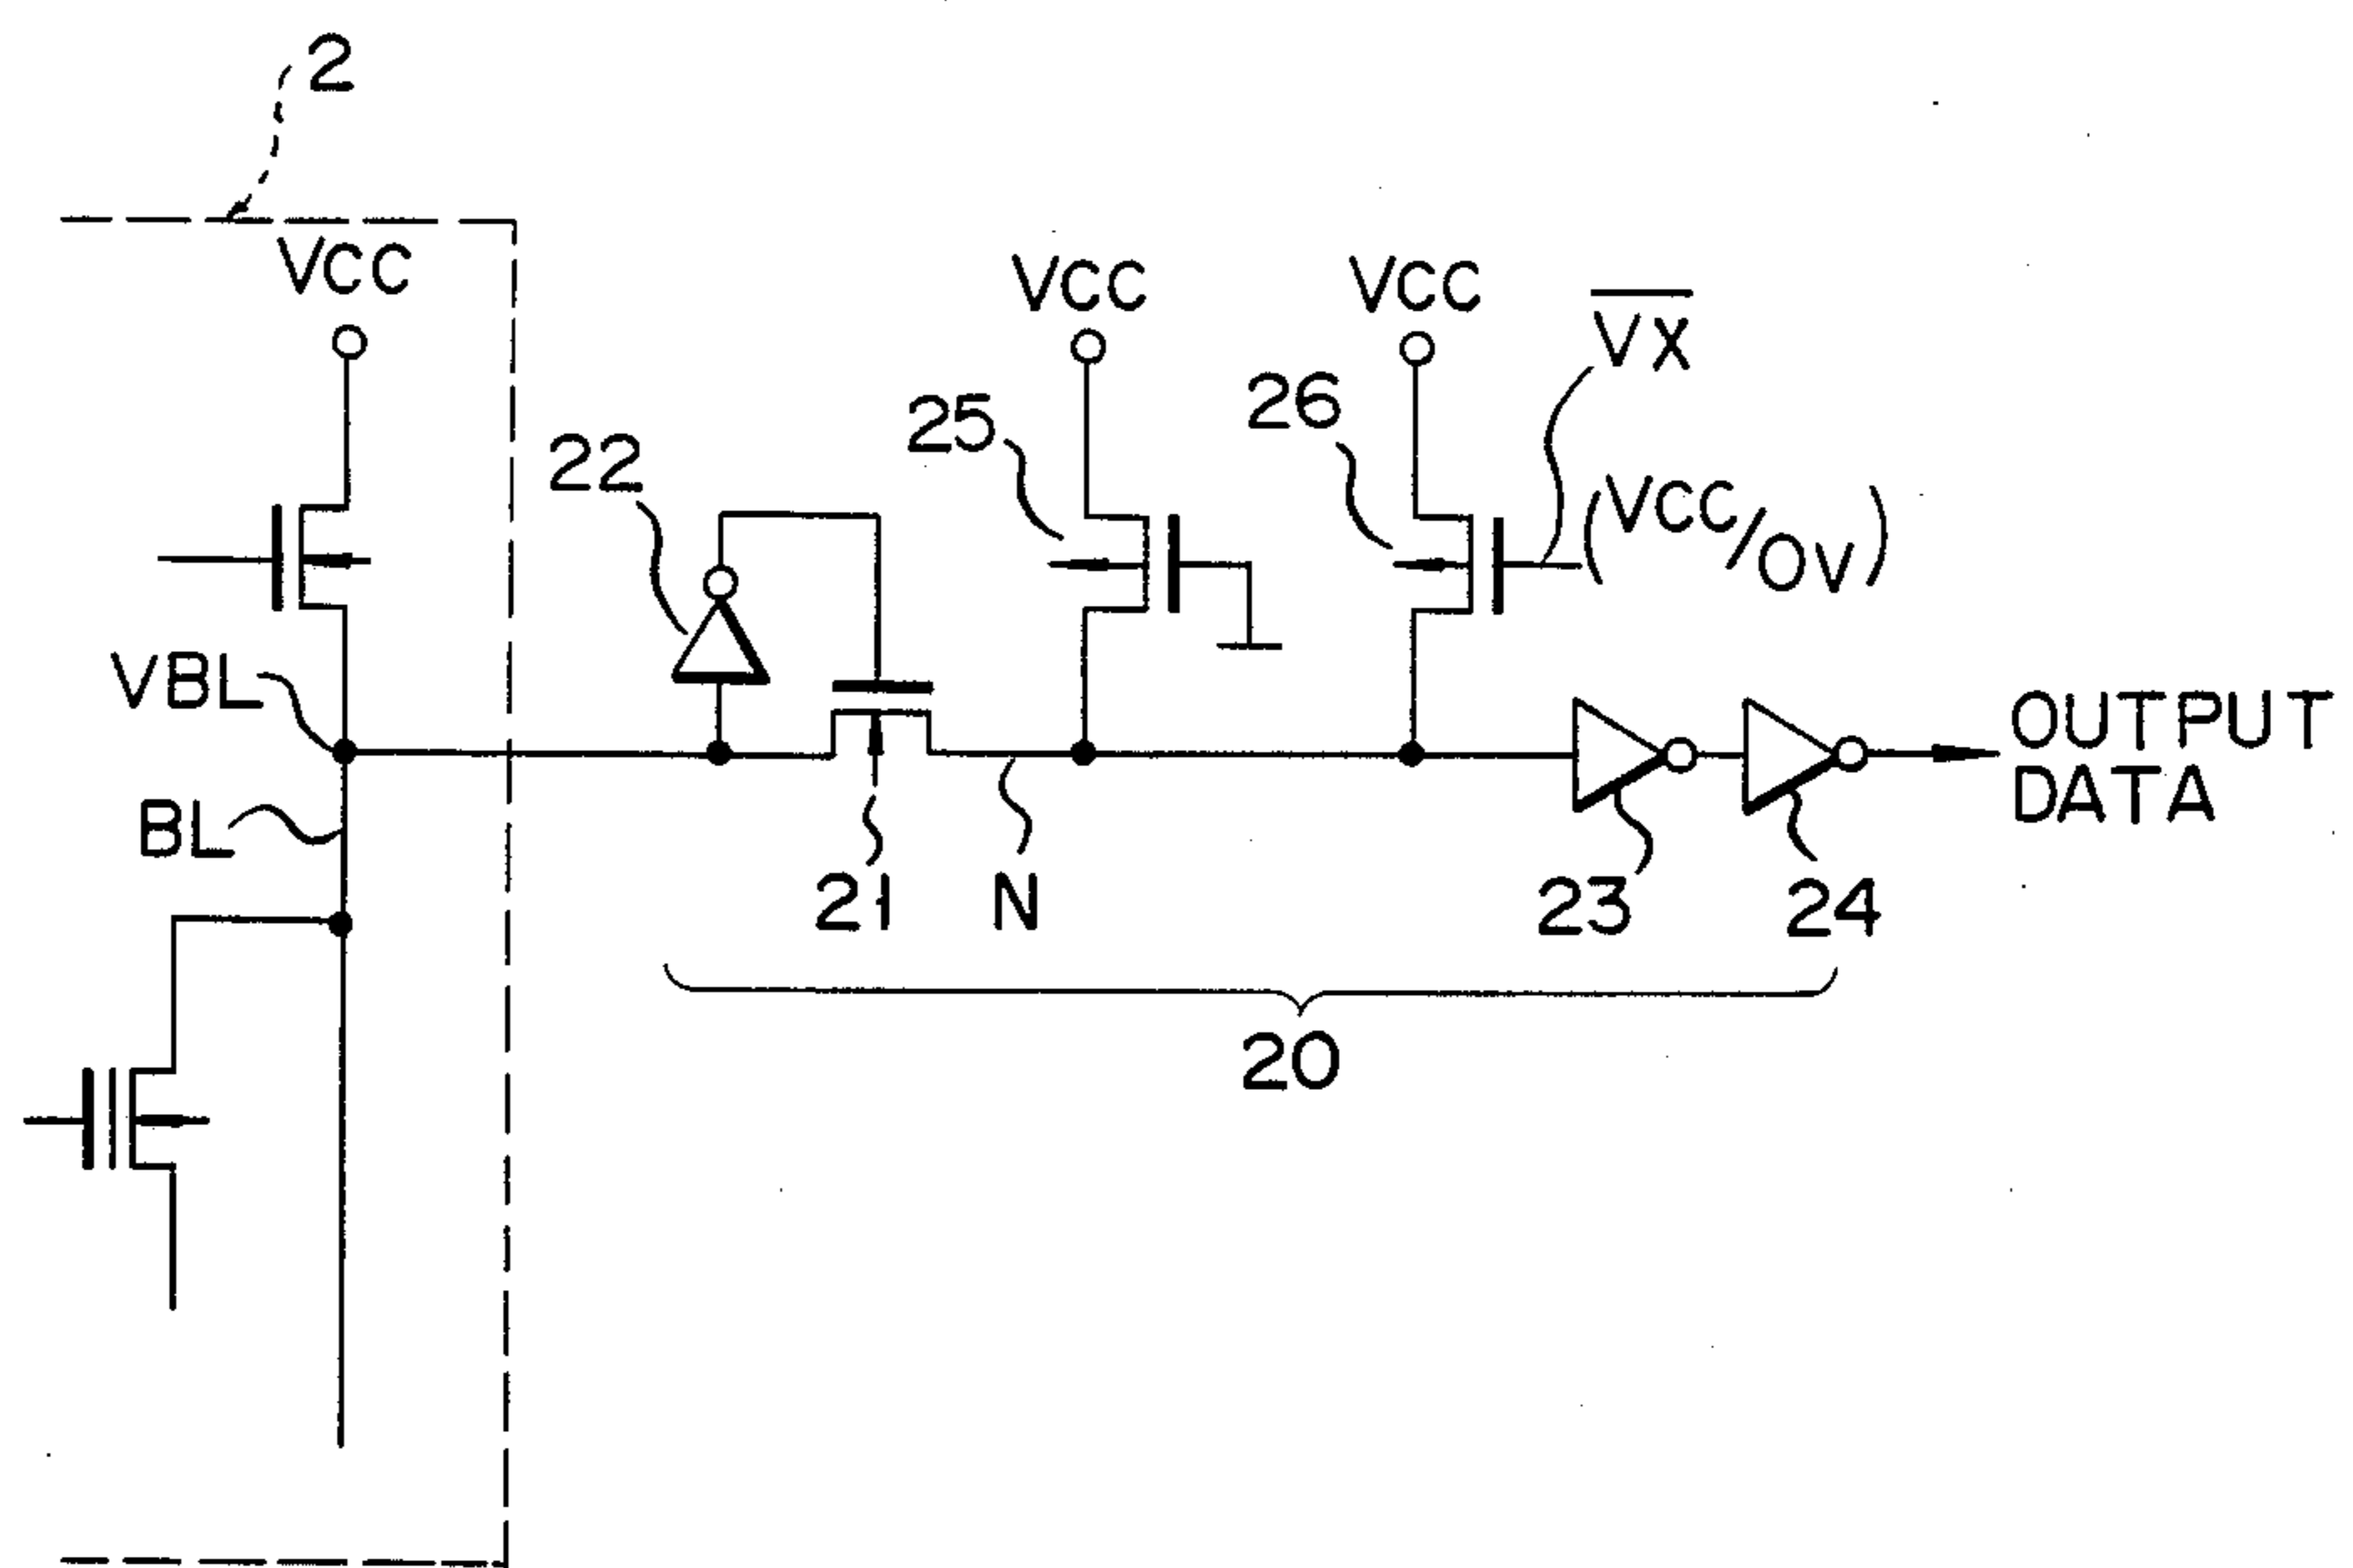 2
VCC
VCC
VCC
VX
26
25
22
(VCC/OV)
VBL
OUTPUT
DATA
BL
21
N
23
24
20